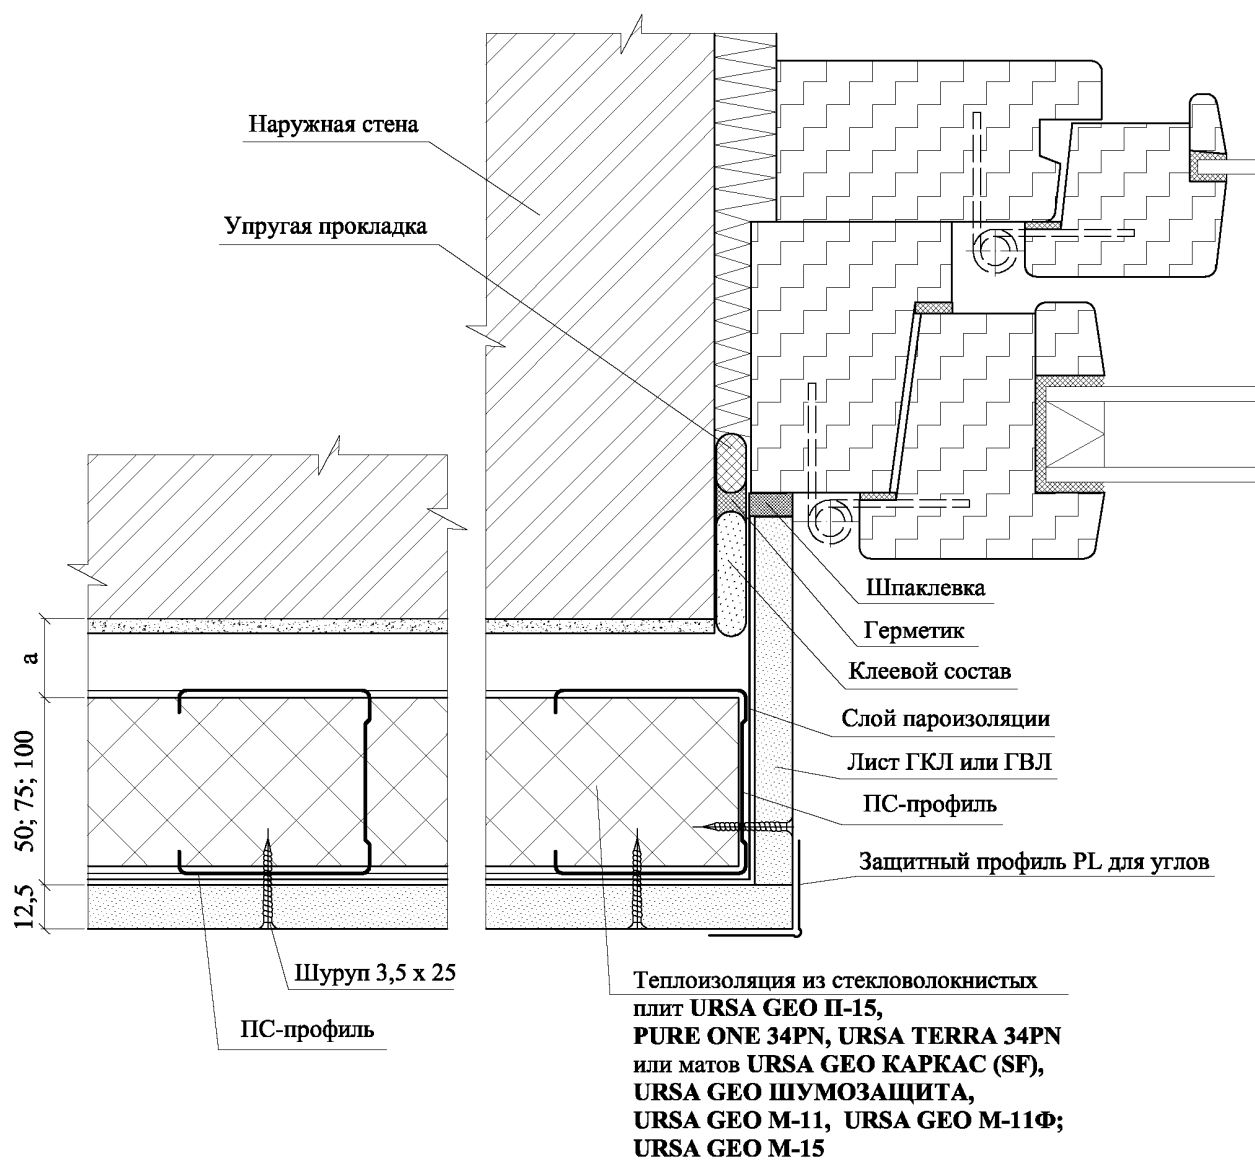 Наружная стена
Упругая прокладка
Шпаклевка
Герметик
Клеевой состав
Слой пароизоляции
Лист ГКЛ или ГВЛ
ПС-профиль
Защитный профиль PL для углов
а
50; 75; 100
12,5
Шуруп 3,5 х 25
ПС-профиль
Теплоизоляция из стекловолокнистых
плит URSA GEO П-15,
PURE ONE 34PN, URSA TERRA 34PN
или матов URSA GEO КАРКАС (SF),
URSA GEO ШУМОЗАЩИТА,
URSA GEO М-11, URSA GEO М-11Ф;
URSA GEO М-15